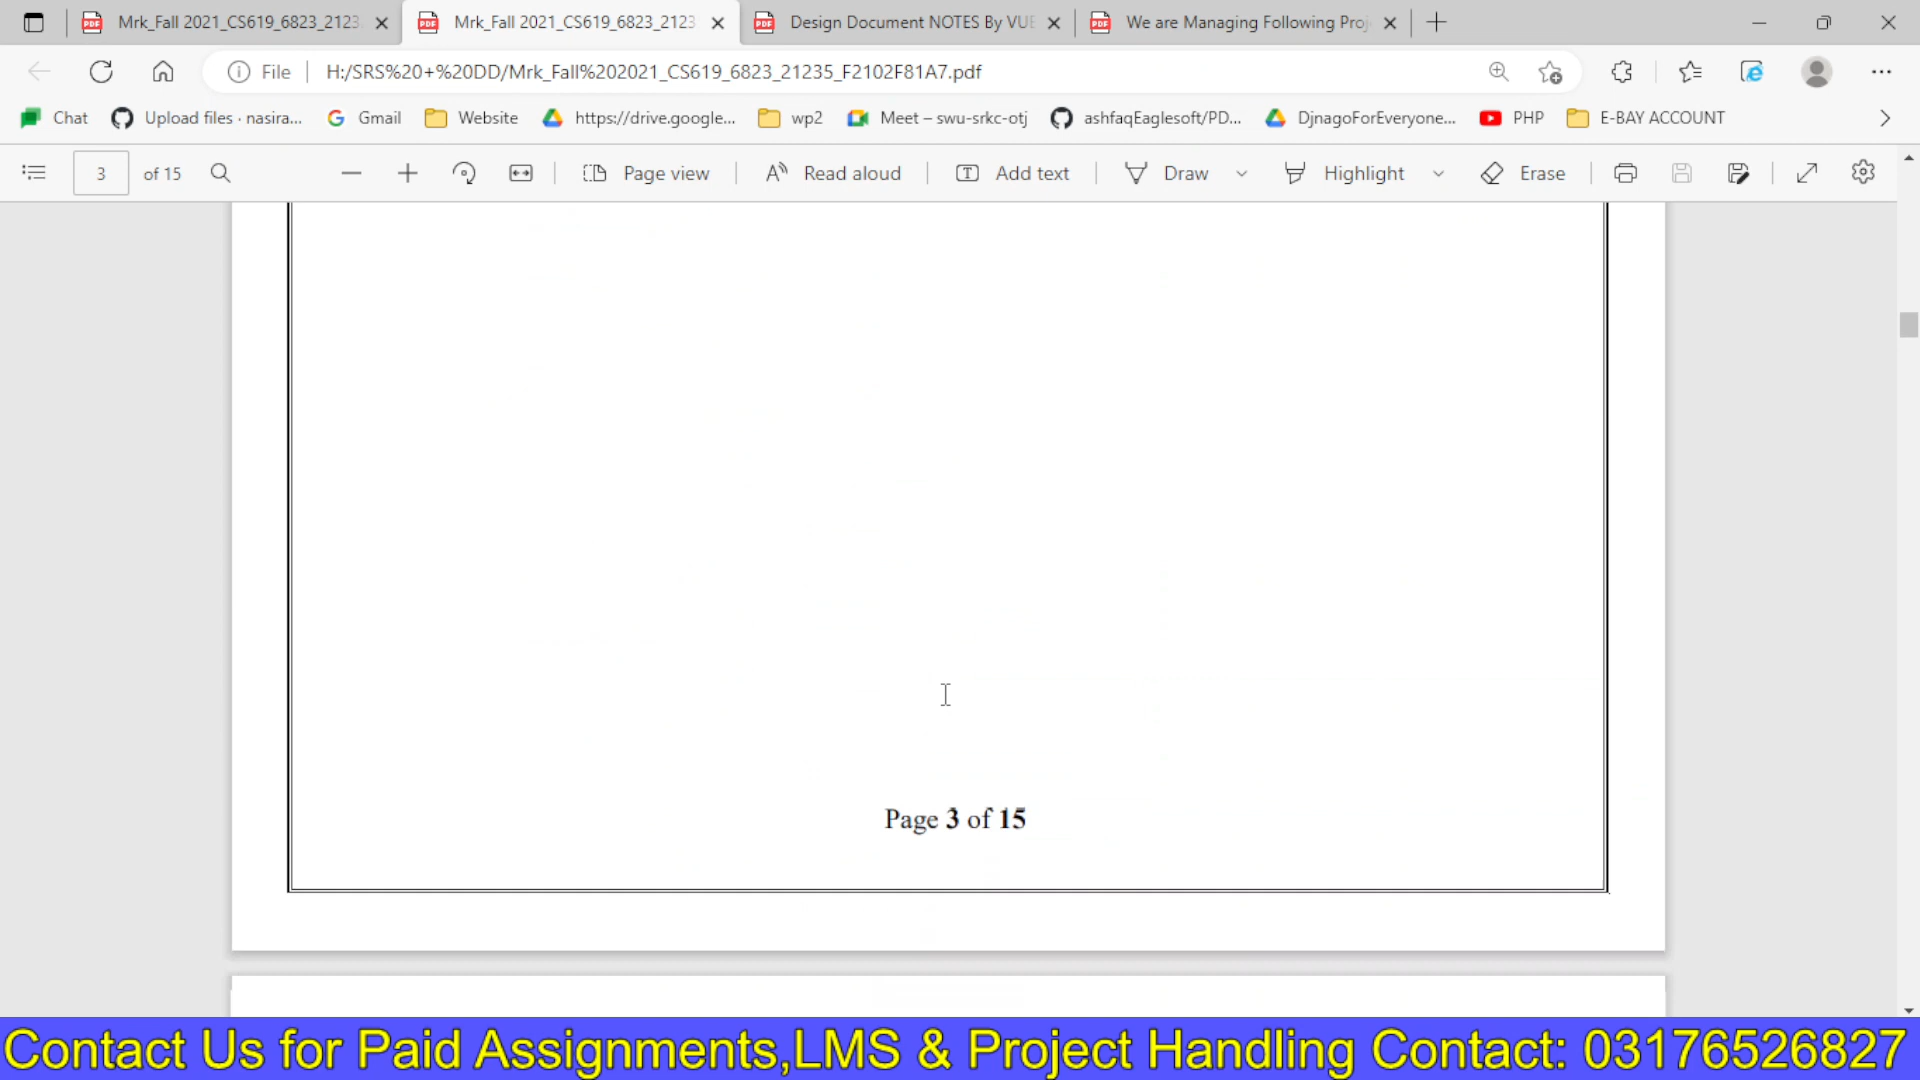 Mrk_Fall 2021_CS619_6823_2123
Mrk_Fall 2021_CS619_6823_2123
Design Document NOTES By VUE
We are Managing Following Proj
File
H:/SRS%20+%20DD/Mrk_Fall%202021_CS619_6823_21235_F2102F81A7.pdf
Chat
Upload files · nasira...
Gmail
Website
https://drive.google...
wp2
Meet – swu-srkc-otj
ashfaqEaglesoft/PD...
DjnagoForEveryone...
PHP
E-BAY ACCOUNT
3
of 15
Page view
Read aloud
Add text
Draw
Highlight
Erase
Page 3 of 15
Contact Us for Paid Assignments,LMS & Project Handling Contact: 03176526827